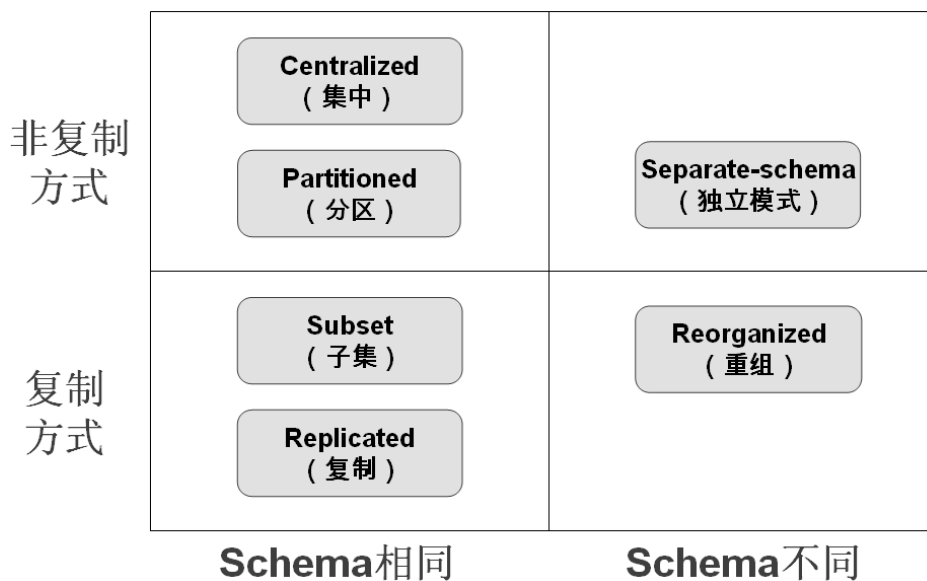 非复制
方式
Centralized
（集中）
Partitioned
（分区）
Separate-schema
（独立模式）
复制
方式
Subset
（子集）
Replicated
（复制）
Reorganized
（重组）
Schema相同
Schema不同